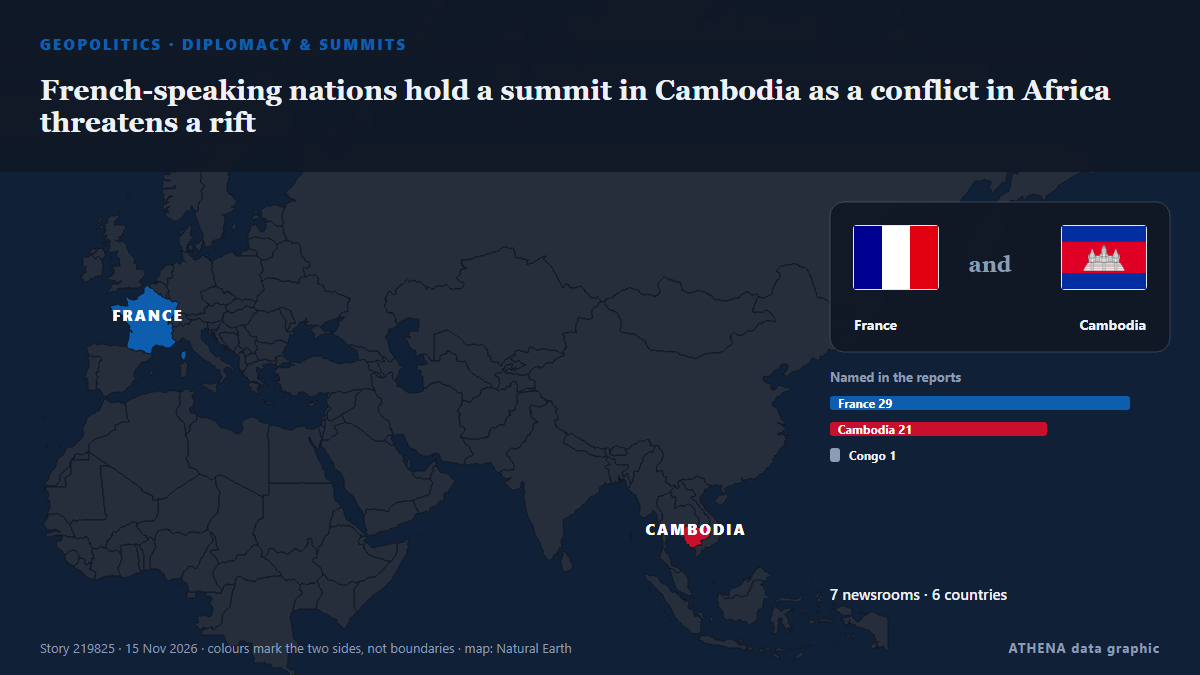 GEOPOLITICS · DIPLOMACY & SUMMITS
French-speaking nations hold a summit in Cambodia as a conflict in Africa
threatens a rift
and
France
Cambodia
FRANCE
Named in the reports
France 29
Cambodia 21
Congo 1
CAMBODIA
7 newsrooms · 6 countries
Story 219825 · 15 Nov 2026 · colours mark the two sides, not boundaries · map: Natural Earth
ATHENA data graphic